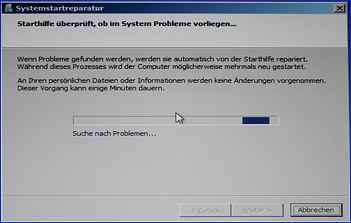 Systemstartreparatur
Starthilfe überprüft, ob im System Probleme vorliegen...
Wenn Probleme gefunden werden, werden sie automatisch von der Starthilfe repariert.
Während dieses Prozesses wird der Computer möglicherweise mehrmals neu gestartet.
An Ihren persönlichen Dateien oder Informationen werden keine Änderungen vorgenommen.
Dieser Vorgang kann einige Minuten dauern.
Suche nach Problemen...
Abbrechen